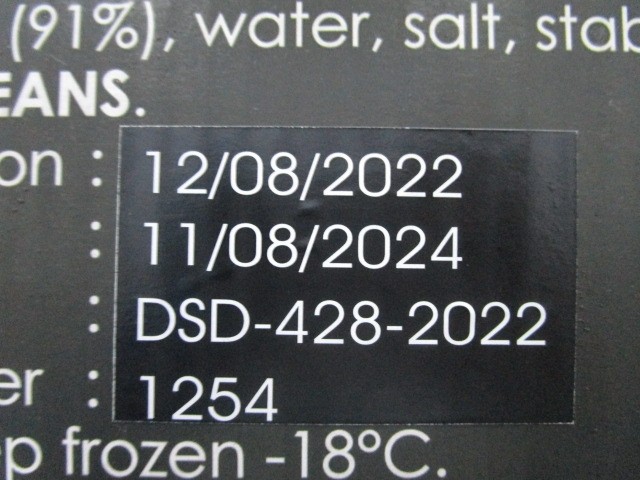 (91%), water, salt, stab
EANS.
on : 12/08/2022
: 11/08/2024
: DSD-428-2022
er : 1254
ep frozen -18°C.